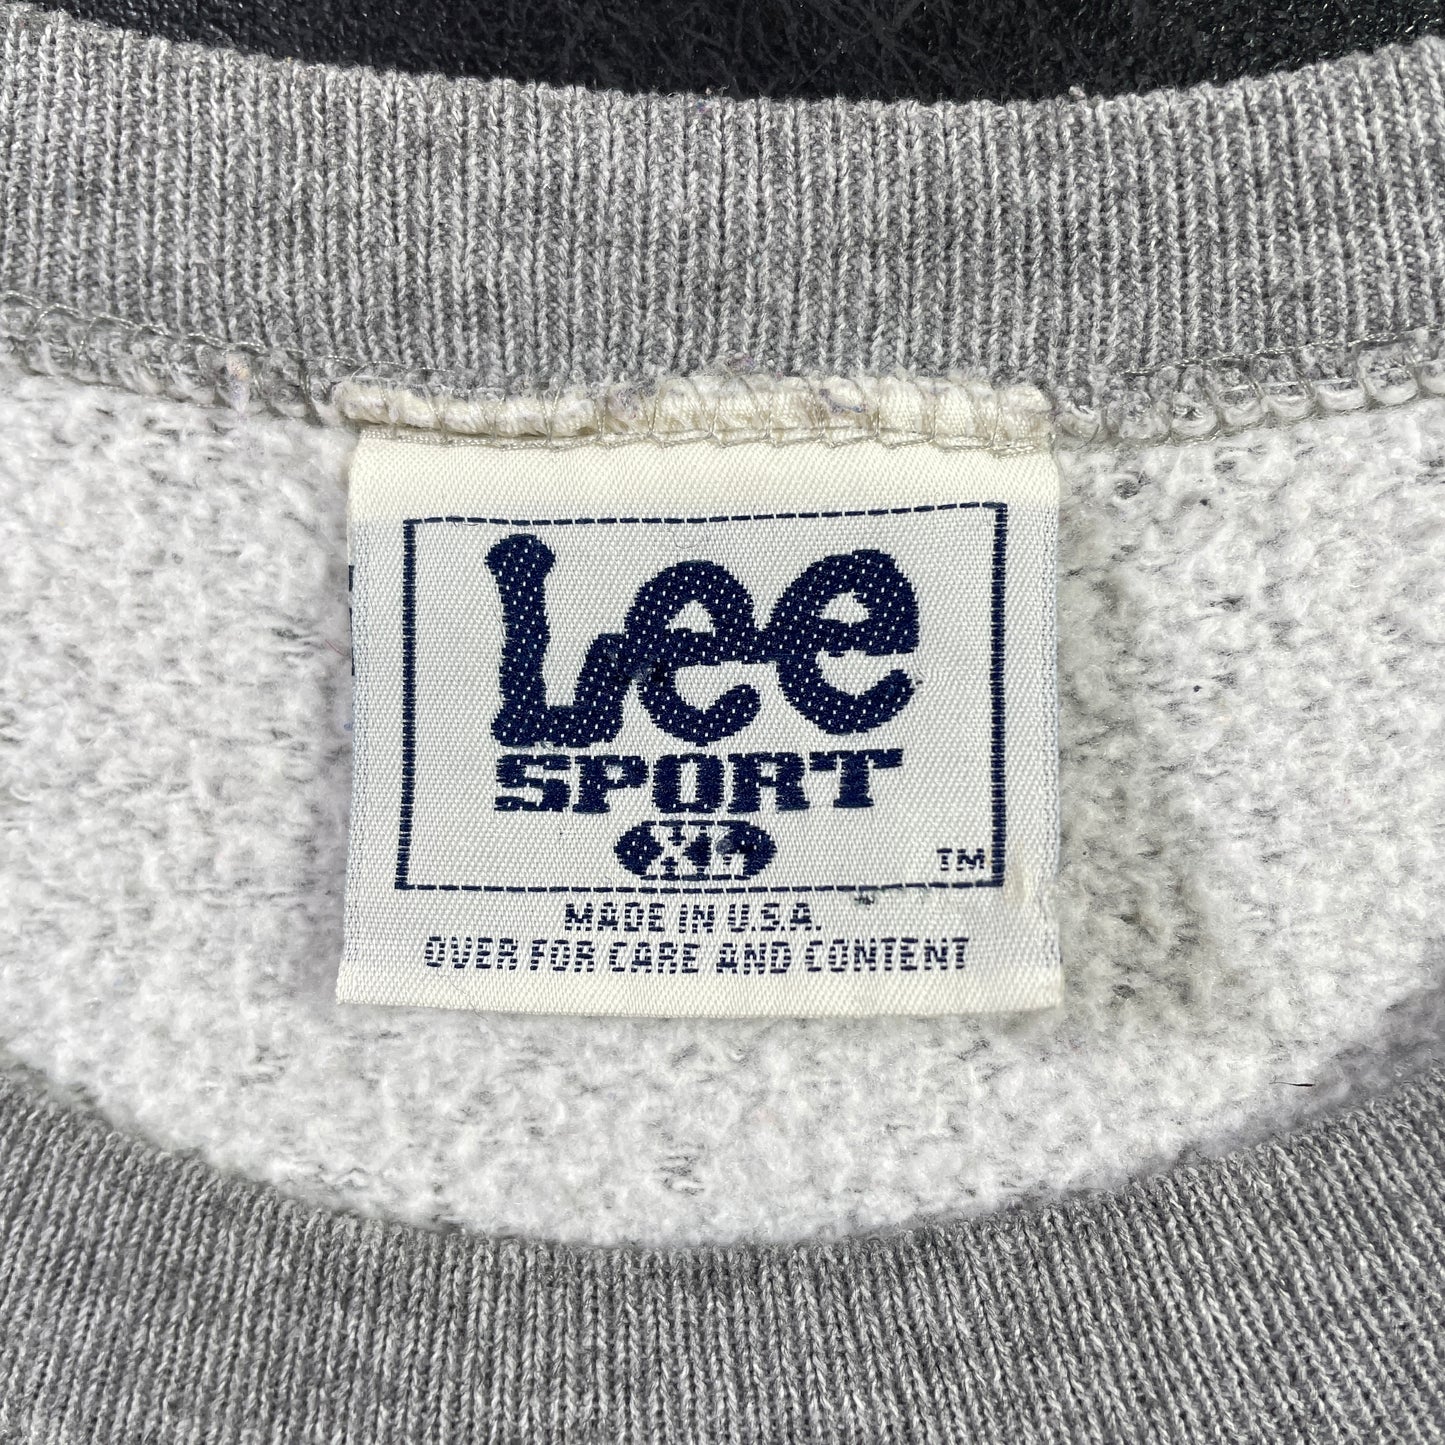 Lee
SPORT
XL
TM
MADE IN U.S.A.
OVER FOR CARE AND CONTENT